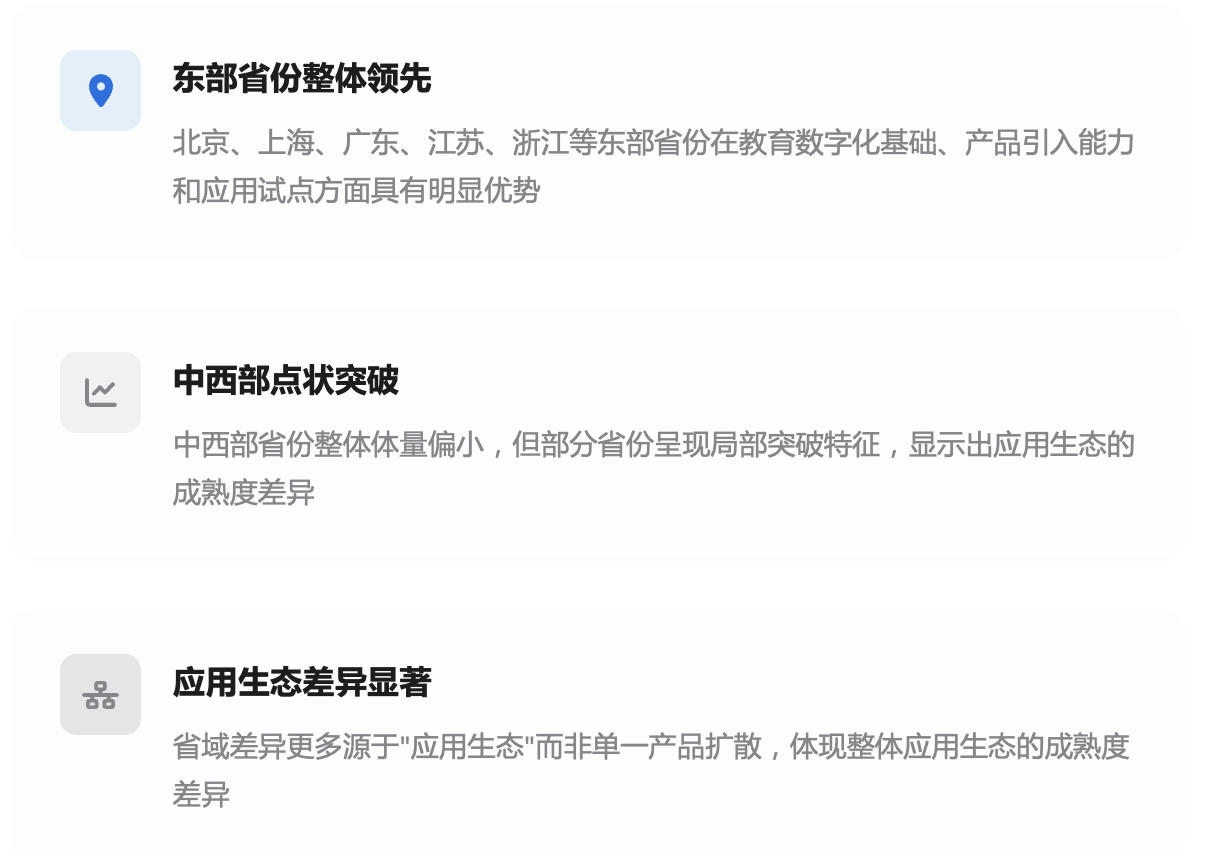 东部省份整体领先
北京、上海、广东、江苏、浙江等东部省份在教育数字化基础、产品引入能力
和应用试点方面具有明显优势
中西部点状突破
中西部省份整体体量偏小，但部分省份呈现局部突破特征，显示出应用生态的
成熟度差异
应用生态差异显著
省域差异更多源于"应用生态"而非单一产品扩散，体现整体应用生态的成熟度
差异